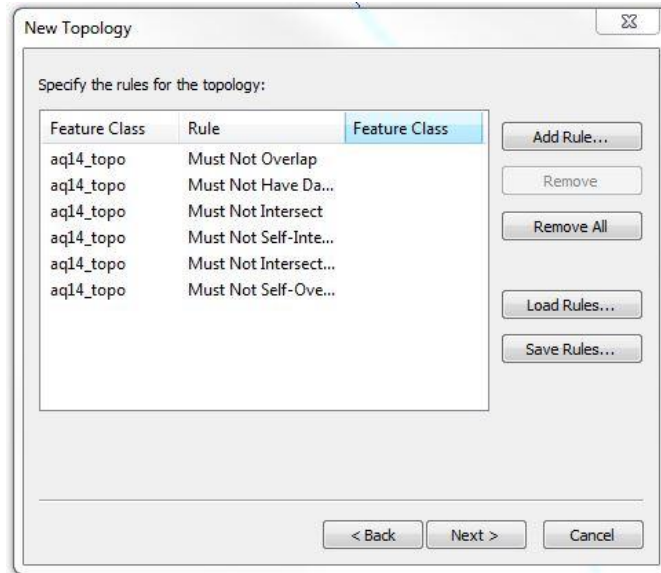 New Topology
Specify the rules for the topology:
Feature Class Rule Feature Class
aq14_topo Must Not Overlap
aq14_topo Must Not Have Da...
aq14_topo Must Not Intersect
aq14_topo Must Not Self-Inte...
aq14_topo Must Not Intersect...
aq14_topo Must Not Self-Ove...
Add Rule...
Remove
Remove All
Load Rules...
Save Rules...
< Back Next > Cancel